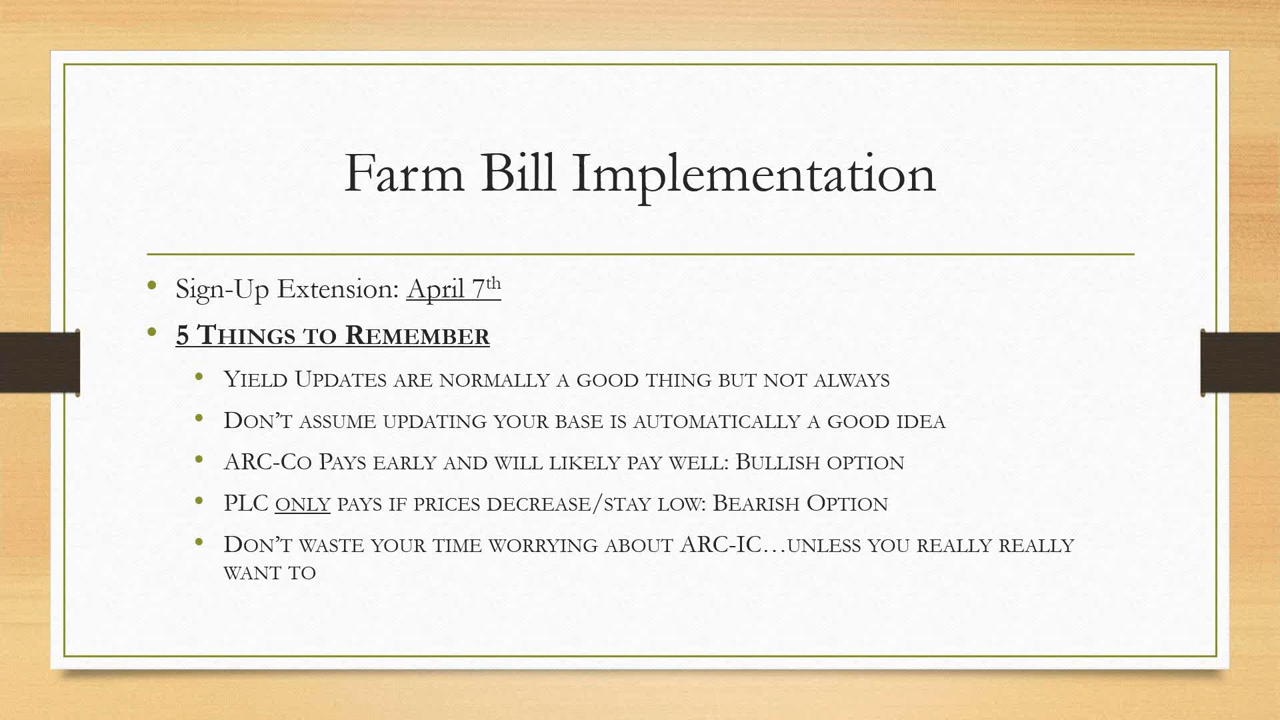 Farm Bill Implementation
• Sign-Up Extension: April 7th
• 5 Things to Remember
• Yield Updates are normally a good thing but not always
• Don't assume updating your base is automatically a good idea
• ARC-Co Pays early and will likely pay well: Bullish option
• PLC only pays if prices decrease/stay low: Bearish Option
• Don't waste your time worrying about ARC-IC…unless you really really
want to